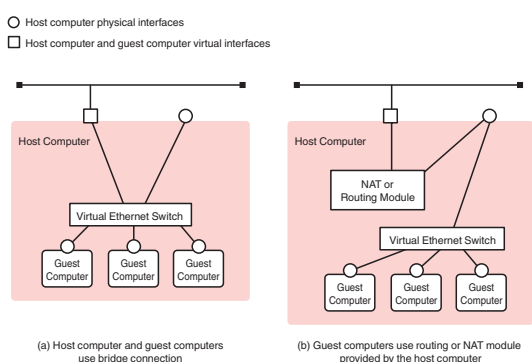 Host computer physical interfaces
Host computer and guest computer virtual interfaces
Host Computer
Virtual Ethernet Switch
Guest
Computer
Guest
Computer
Guest
Computer
(a) Host computer and guest computers
use bridge connection
Host Computer
NAT or
Routing Module
Virtual Ethernet Switch
Guest
Computer
Guest
Computer
Guest
Computer
(b) Guest computers use routing or NAT module
provided by the host computer